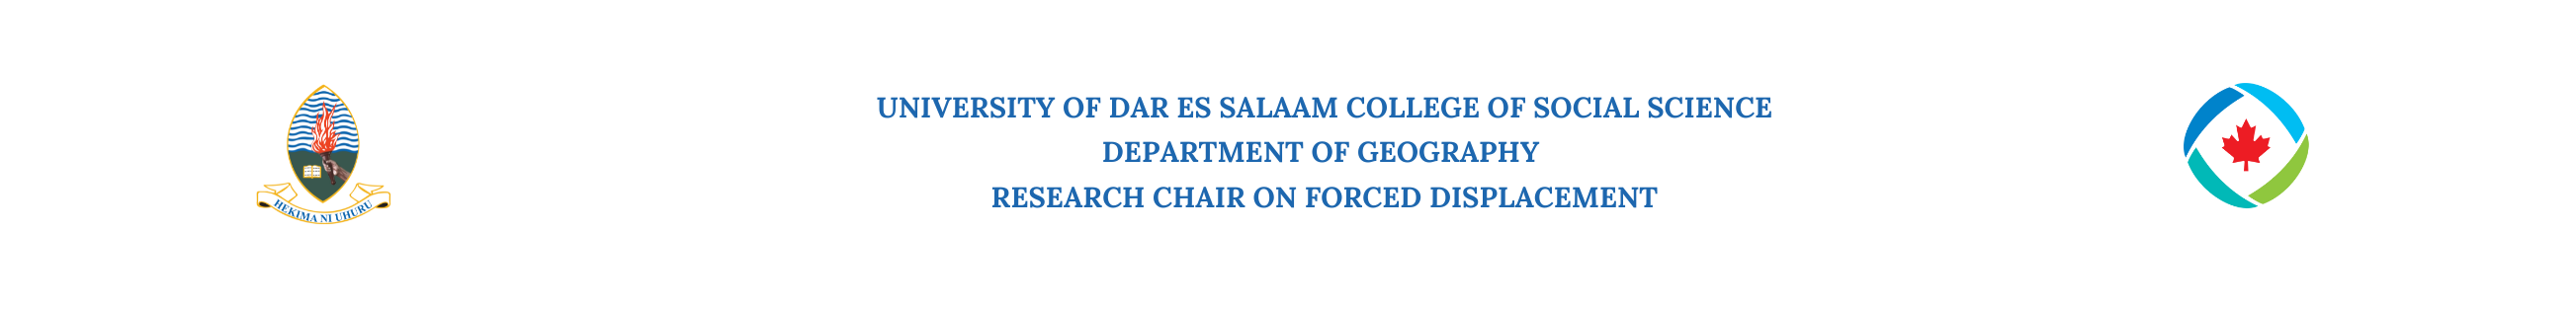 UNIVERSITY OF DAR ES SALAAM COLLEGE OF SOCIAL SCIENCE
DEPARTMENT OF GEOGRAPHY
RESEARCH CHAIR ON FORCED DISPLACEMENT
HEKIMA NI UHURU